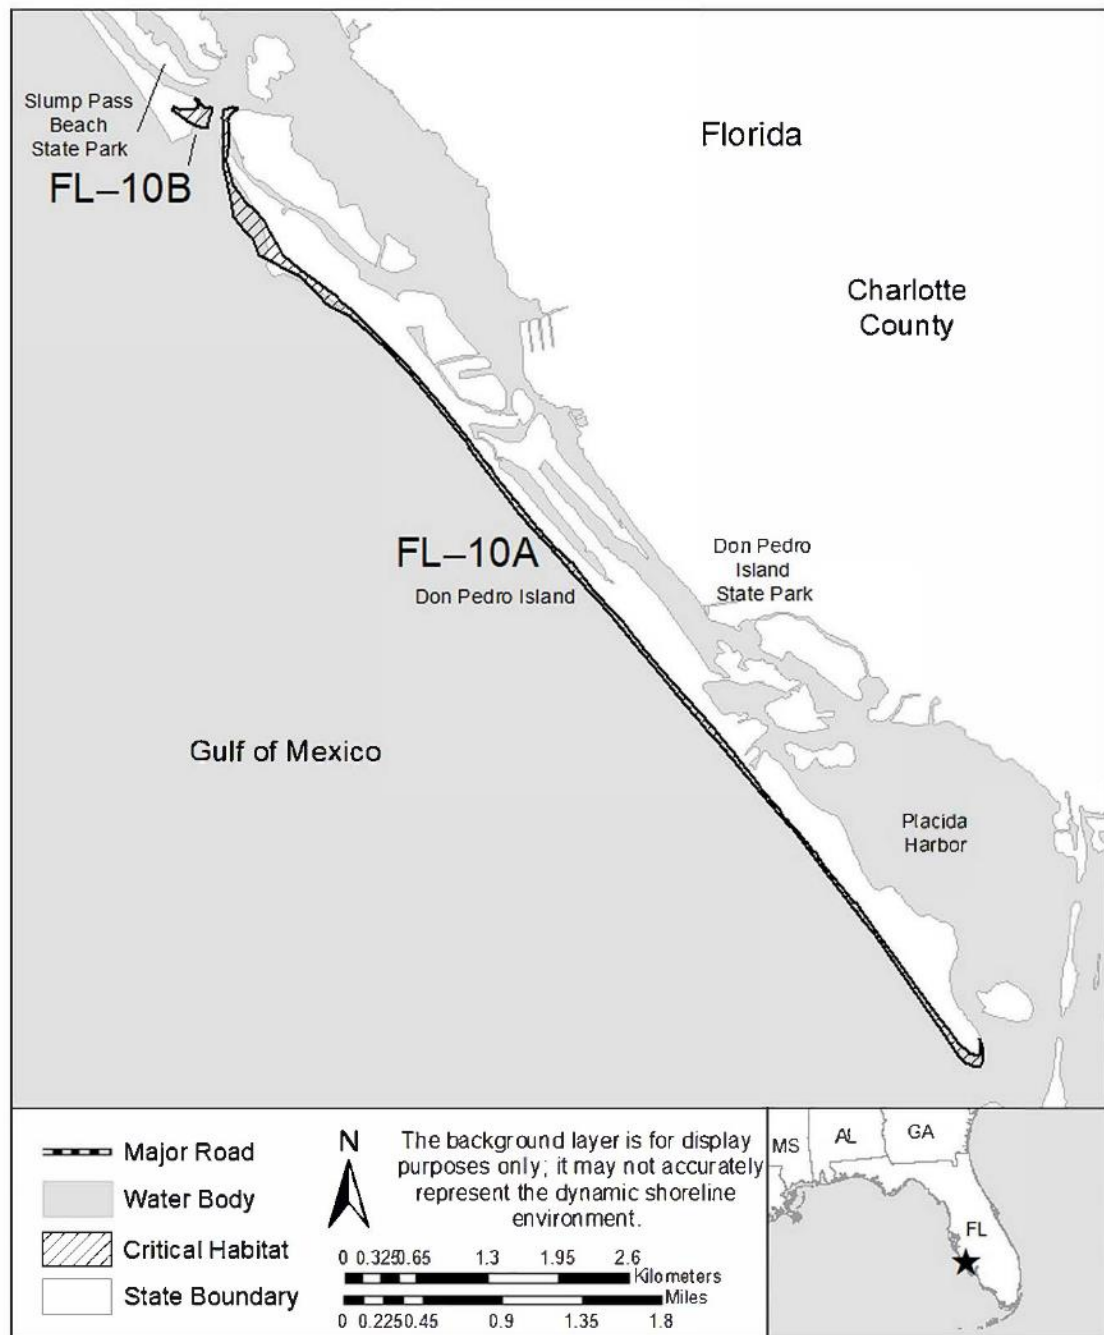 Slump Pass
Beach
State Park
FL–10B
Florida
Charlotte
County
FL–10A
Don Pedro Island
Don Pedro
Island
State Park
Gulf of Mexico
Placida
Harbor
Major Road
Water Body
Critical Habitat
State Boundary
N
The background layer is for display
purposes only; it may not accurately
represent the dynamic shoreline
environment.
0 0.325 0.65 1.3 1.95 2.6
Kilometers
Miles
0 0.225 0.45 0.9 1.35 1.8
MS
AL
GA
FL